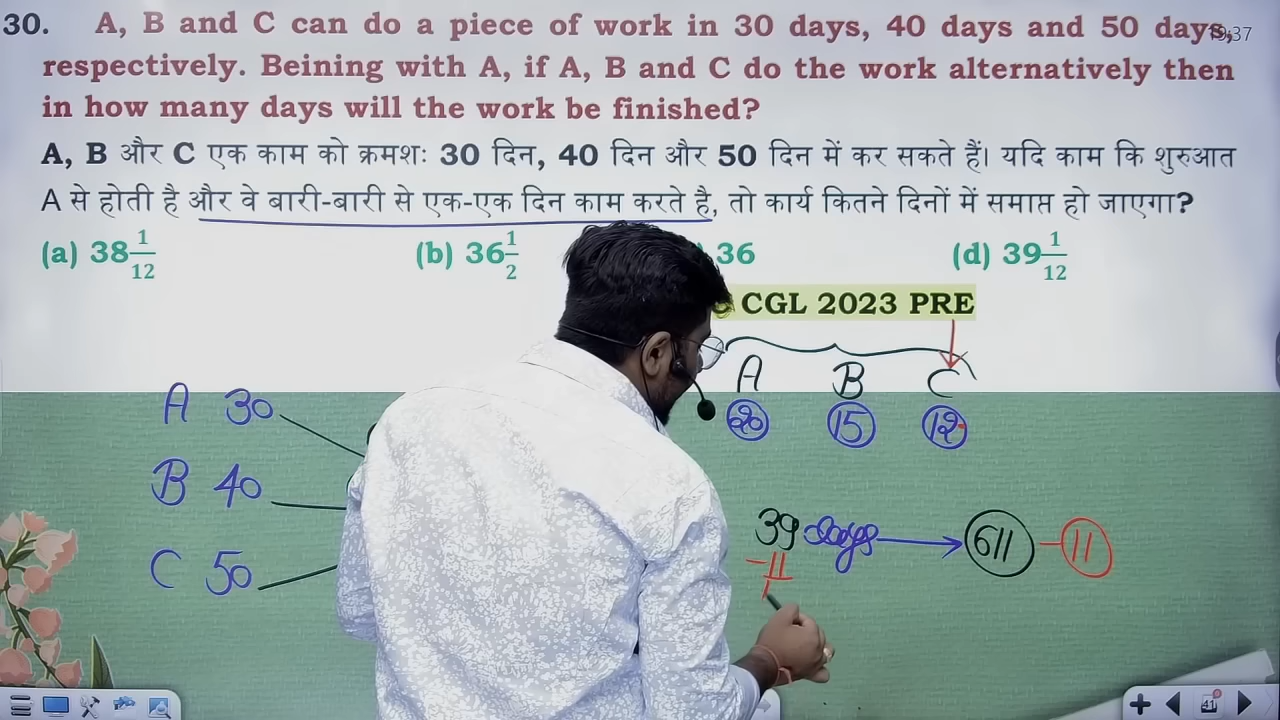 30. A, B and C can do a piece of work in 30 days, 40 days and 50 days,
respectively. Beining with A, if A, B and C do the work alternatively then
in how many days will the work be finished?
A, B और C एक काम को क्रमशः 30 दिन, 40 दिन और 50 दिन में कर सकते हैं। यदि काम कि शुरुआत
A से होती है और वे बारी-बारी से एक-एक दिन काम करते है, तो कार्य कितने दिनों में समाप्त हो जाएगा?
(a) 38 1/12 (b) 36 1/2 36 (d) 39 1/12
CGL 2023 PRE
A B C
A 30 20 15 12
B 40
39 days 611 -11
-11
C 50
41